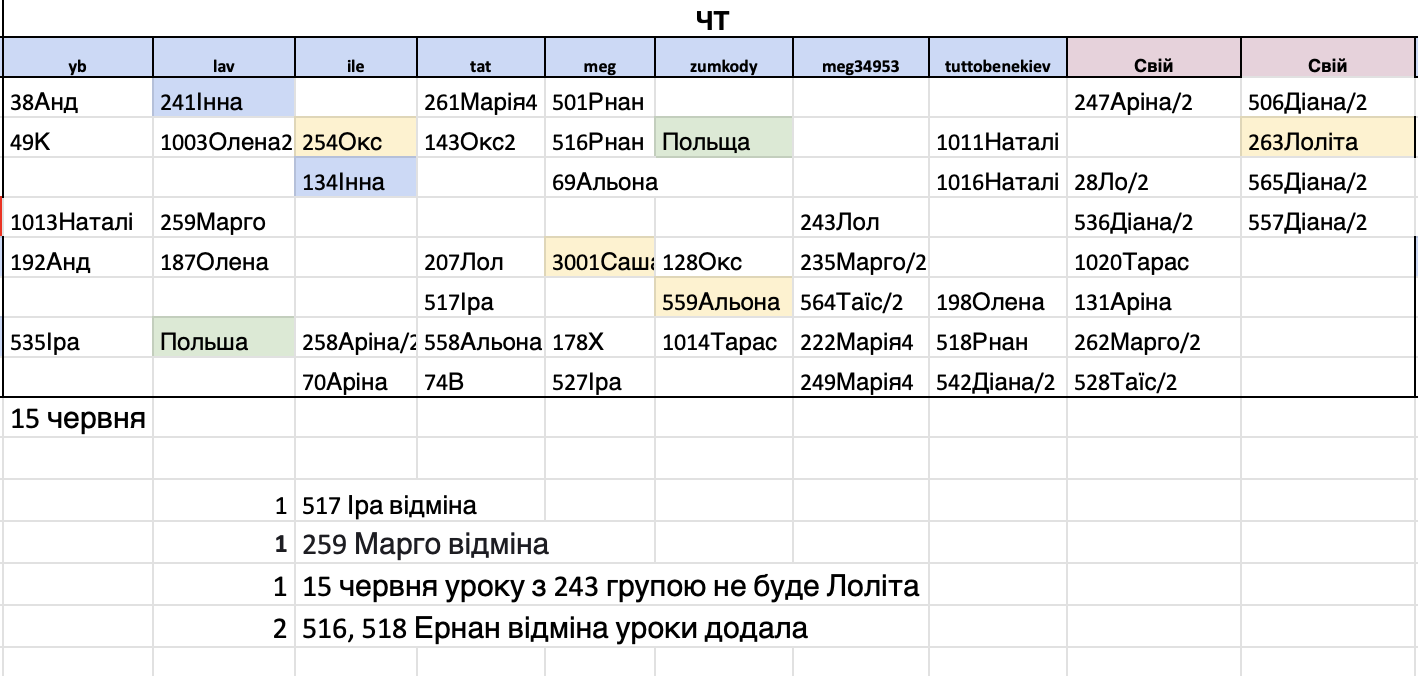 ЧТ
yb lav ile tat meg zumkody meg34953 tuttobenekiev Свій Свій
38Анд 241Інна 261Марія4 501Рнан 247Аріна/2 506Діана/2
49К 1003Олена2 254Окс 143Окс2 516Рнан Польща 1011Наталі 263Лоліта
134Інна 69Альона 1016Наталі 28Ло/2 565Діана/2
1013Наталі 259Марго 243Лол 536Діана/2 557Діана/2
192Анд 187Олена 207Лол 3001Саша 128Окс 235Марго/2 1020Тарас
517Іра 559Альона 564Таїс/2 198Олена 131Аріна
535Іра Польша 258Аріна/2 558Альона 178Х 1014Тарас 222Марія4 518Рнан 262Марго/2
70Аріна 74В 527Іра 249Марія4 542Діана/2 528Таїс/2
15 червня
1 517 Іра відміна
1 259 Марго відміна
1 15 червня уроку з 243 групою не буде Лоліта
2 516, 518 Ернан відміна уроки додала